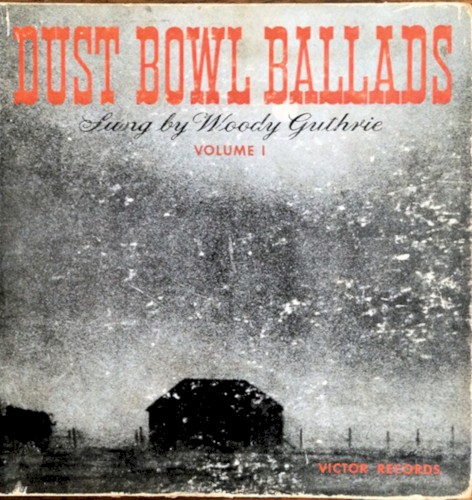 DUST BOWL BALLADS
Sung by Woody Guthrie
VOLUME I
VICTOR RECORDS